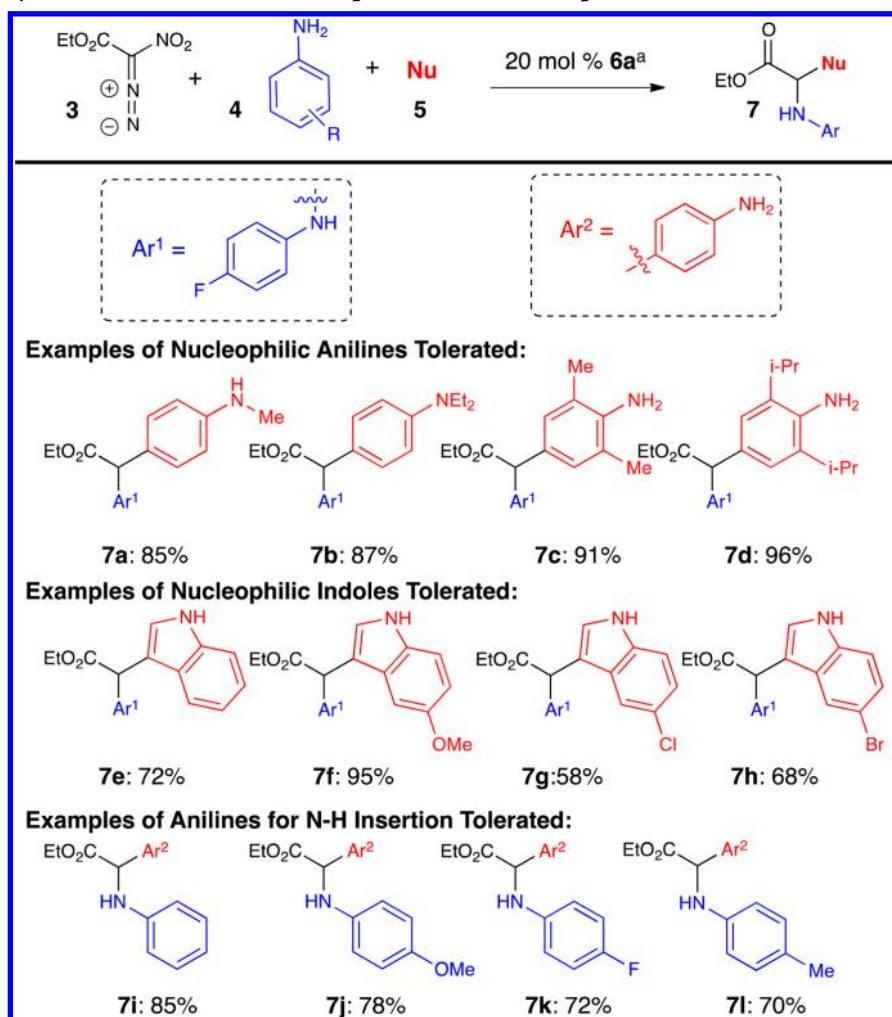 EtO₂C NO₂ NH₂ O
N + + Nu 20 mol % 6aᵃ EtO Nu
⊕
N ⊖ 3 4 R 5 7 HN Ar
Ar¹ = NH F Ar² = NH₂
Examples of Nucleophilic Anilines Tolerated:
H N Me NEt₂ Me NH₂ Me i-Pr NH₂ i-Pr
EtO₂C EtO₂C EtO₂C EtO₂C
Ar¹ Ar¹ Ar¹ Ar¹
7a: 85% 7b: 87% 7c: 91% 7d: 96%
Examples of Nucleophilic Indoles Tolerated:
NH NH NH NH
EtO₂C EtO₂C EtO₂C EtO₂C
Ar¹ Ar¹ Ar¹ Ar¹
OMe Cl Br
7e: 72% 7f: 95% 7g:58% 7h: 68%
Examples of Anilines for N-H Insertion Tolerated:
EtO₂C Ar² EtO₂C Ar² EtO₂C Ar² EtO₂C Ar²
HN HN HN HN
OMe F Me
7i: 85% 7j: 78% 7k: 72% 7l: 70%